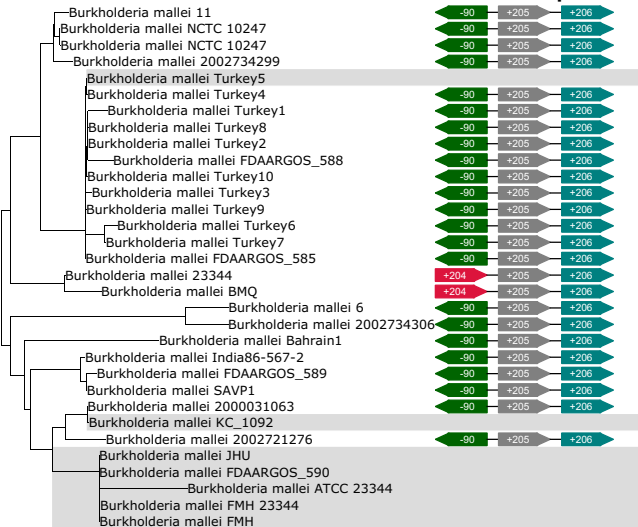 Burkholderia mallei 11 -90 +205 +206
Burkholderia mallei NCTC 10247 -90 +205 +206
Burkholderia mallei NCTC 10247 -90 +205 +206
Burkholderia mallei 2002734299 -90 +205 +206
Burkholderia mallei Turkey5
Burkholderia mallei Turkey4 -90 +205 +206
Burkholderia mallei Turkey1 -90 +205 +206
Burkholderia mallei Turkey8 -90 +205 +206
Burkholderia mallei Turkey2 -90 +205 +206
Burkholderia mallei FDAARGOS_588 -90 +205 +206
Burkholderia mallei Turkey10 -90 +205 +206
Burkholderia mallei Turkey3 -90 +205 +206
Burkholderia mallei Turkey9 -90 +205 +206
Burkholderia mallei Turkey6 -90 +205 +206
Burkholderia mallei Turkey7 -90 +205 +206
Burkholderia mallei FDAARGOS_585 -90 +205 +206
Burkholderia mallei 23344 +204 +205 +206
Burkholderia mallei BMQ +204 +205 +206
Burkholderia mallei 6 -90 +205 +206
Burkholderia mallei 2002734306 -90 +205 +206
Burkholderia mallei Bahrain1 -90 +205 +206
Burkholderia mallei India86-567-2 -90 +205 +206
Burkholderia mallei FDAARGOS_589 -90 +205 +206
Burkholderia mallei SAVP1 -90 +205 +206
Burkholderia mallei 2000031063 -90 +205 +206
Burkholderia mallei KC_1092
Burkholderia mallei 2002721276 -90 +205 +206
Burkholderia mallei JHU
Burkholderia mallei FDAARGOS_590
Burkholderia mallei ATCC 23344
Burkholderia mallei FMH 23344
Burkholderia mallei FMH